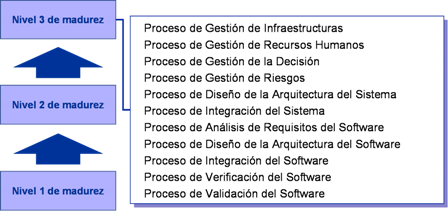 Nivel 3 de madurez
Nivel 2 de madurez
Nivel 1 de madurez
Proceso de Gestión de Infraestructuras
Proceso de Gestión de Recursos Humanos
Proceso de Gestión de la Decisión
Proceso de Gestión de Riesgos
Proceso de Diseño de la Arquitectura del Sistema
Proceso de Integración del Sistema
Proceso de Análisis de Requisitos del Software
Proceso de Diseño de la Arquitectura del Software
Proceso de Integración del Software
Proceso de Verificación del Software
Proceso de Validación del Software